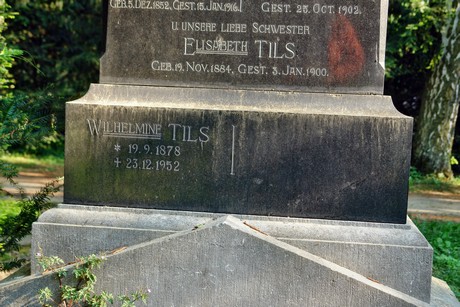 GEB. 5. DEZ. 1852, GEST. 15. JAN. 1916. GEST. 25. OCT. 1902.
U. UNSERE LIEBE SCHWESTER
ELISABETH TILS
GEB. 19. NOV. 1884, GEST. 3. JAN. 1900.
WILHELMINE TILS
* 19.9.1878
+ 23.12.1952